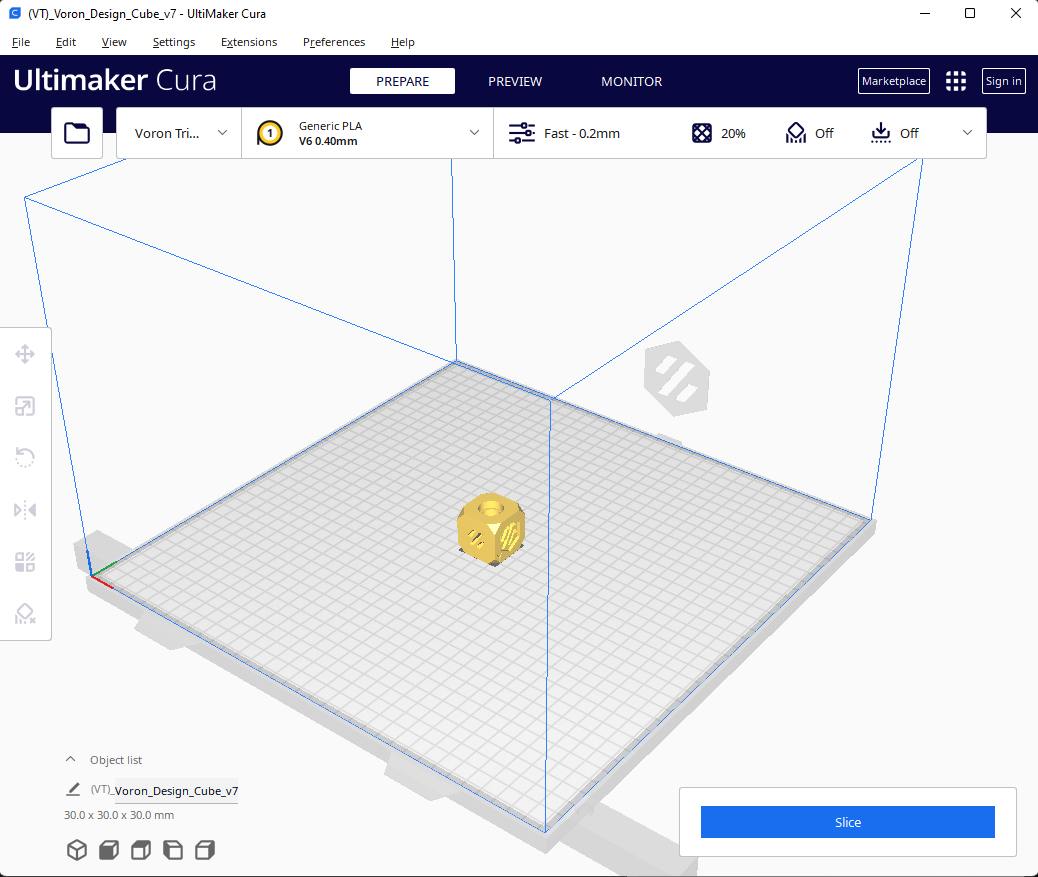 (VT)_Voron_Design_Cube_v7 - UltiMaker Cura
File Edit View Settings Extensions Preferences Help
Ultimaker Cura PREPARE PREVIEW MONITOR Marketplace Sign in
Voron Tri... 1 Generic PLA Fast - 0.2mm 20% Off Off
V6 0.40mm
Object list
(VT)_Voron_Design_Cube_v7
30.0 x 30.0 x 30.0 mm
Slice